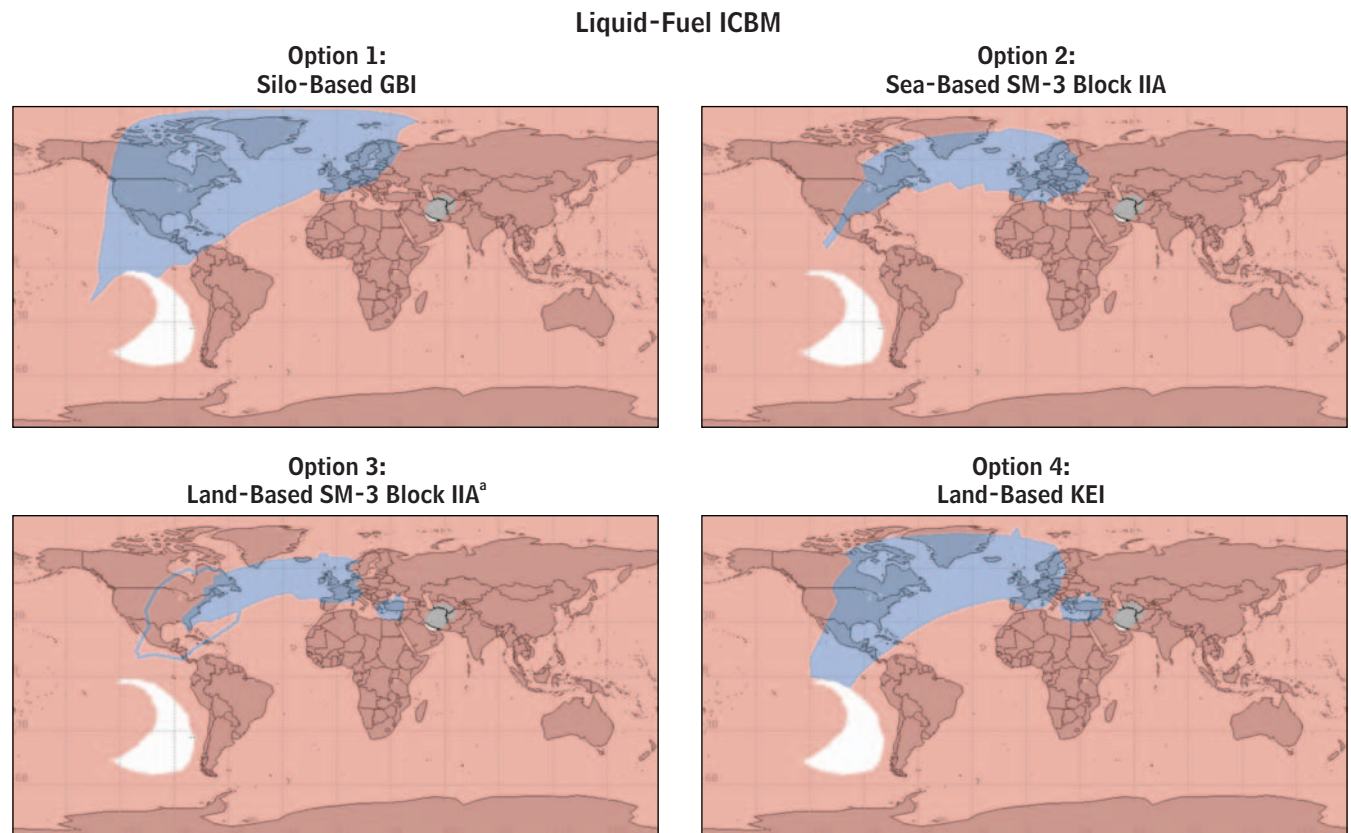 Liquid-Fuel ICBM
Option 1:
Silo-Based GBI
Option 2:
Sea-Based SM-3 Block IIA
Option 3:
Land-Based SM-3 Block IIAᵃ
Option 4:
Land-Based KEI